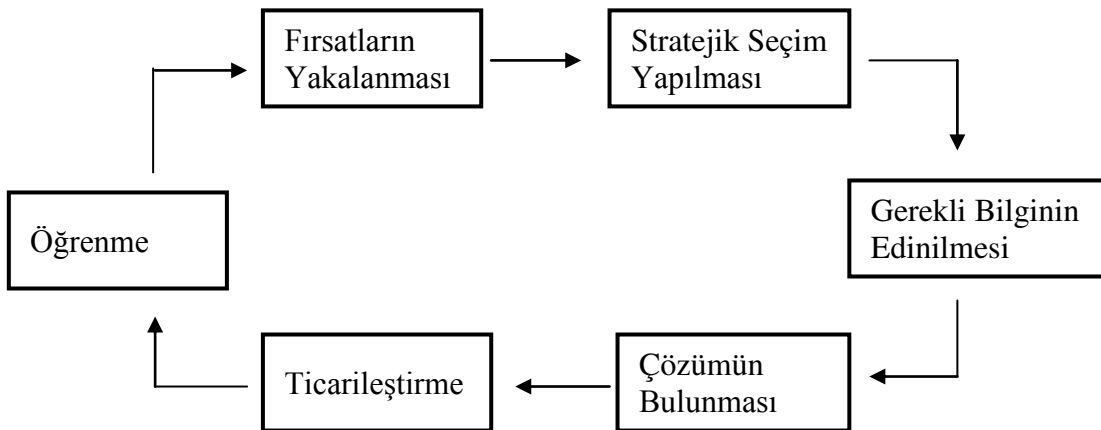 Fırsatların
Yakalanması
Stratejik Seçim
Yapılması
Gerekli Bilginin
Edinilmesi
Çözümün
Bulunması
Ticarileştirme
Öğrenme